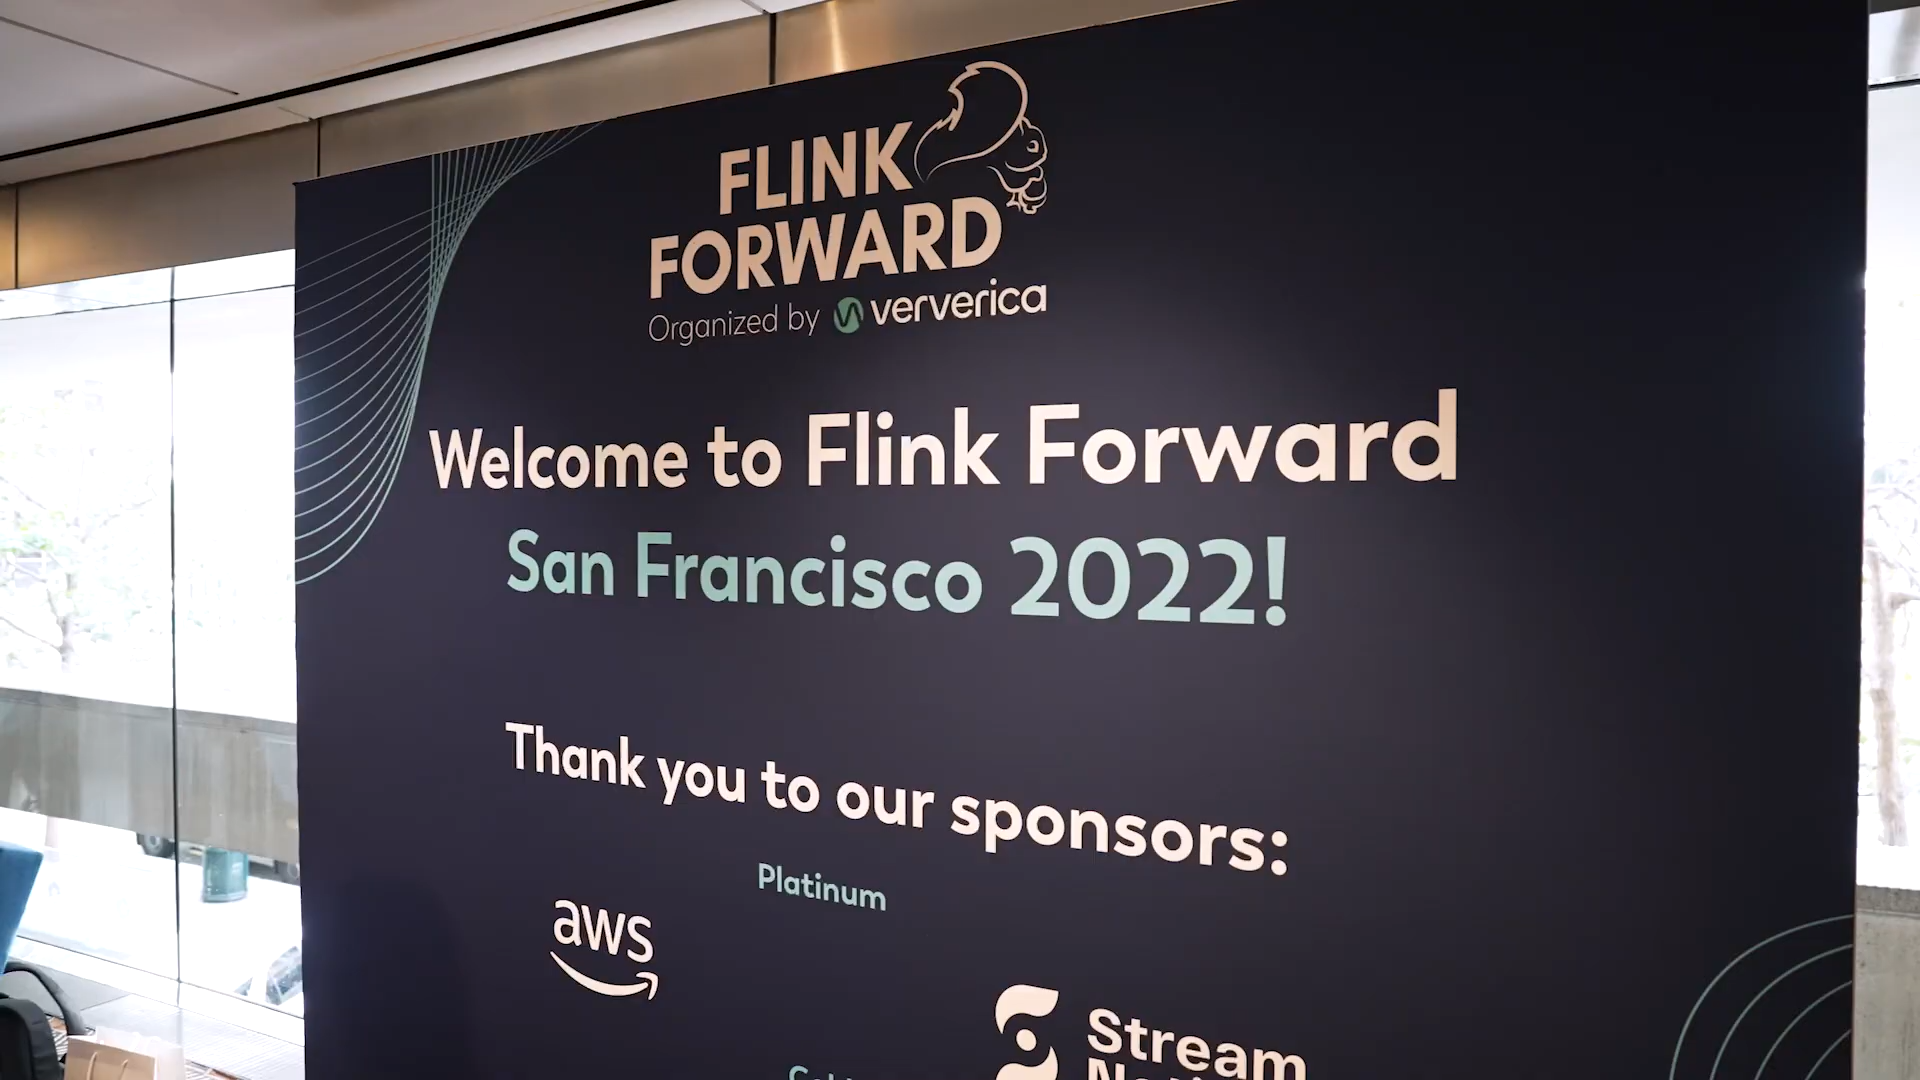 FLINK
FORWARD
Organized by ververica
Welcome to Flink Forward
San Francisco 2022!
Thank you to our sponsors:
Platinum
aws
Stream